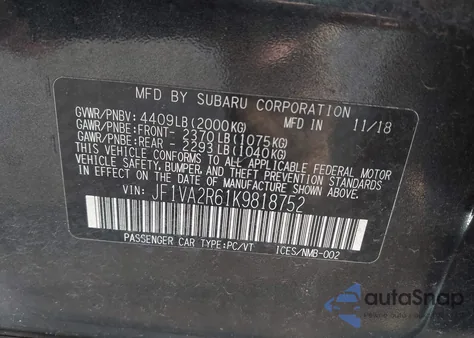 MFD BY SUBARU CORPORATION
GVWR/PNBV: 4409LB(2000KG) 11/18
GAWR/PNBE: FRONT- 2370LB(1075KG)
GAWR/PNBE: REAR - 2293LB(1040KG)
THIS VEHICLE CONFORMS TO ALL APPLICABLE FEDERAL MOTOR
VEHICLE SAFETY, BUMPER, AND THEFT PREVENTION STANDARDS
IN EFFECT ON THE DATE OF MANUFACTURE SHOWN ABOVE.
VIN: JF1VA2R61K9818752
PASSENGER CAR TYPE:PC/VT ICES/NMB-002
autoSnap